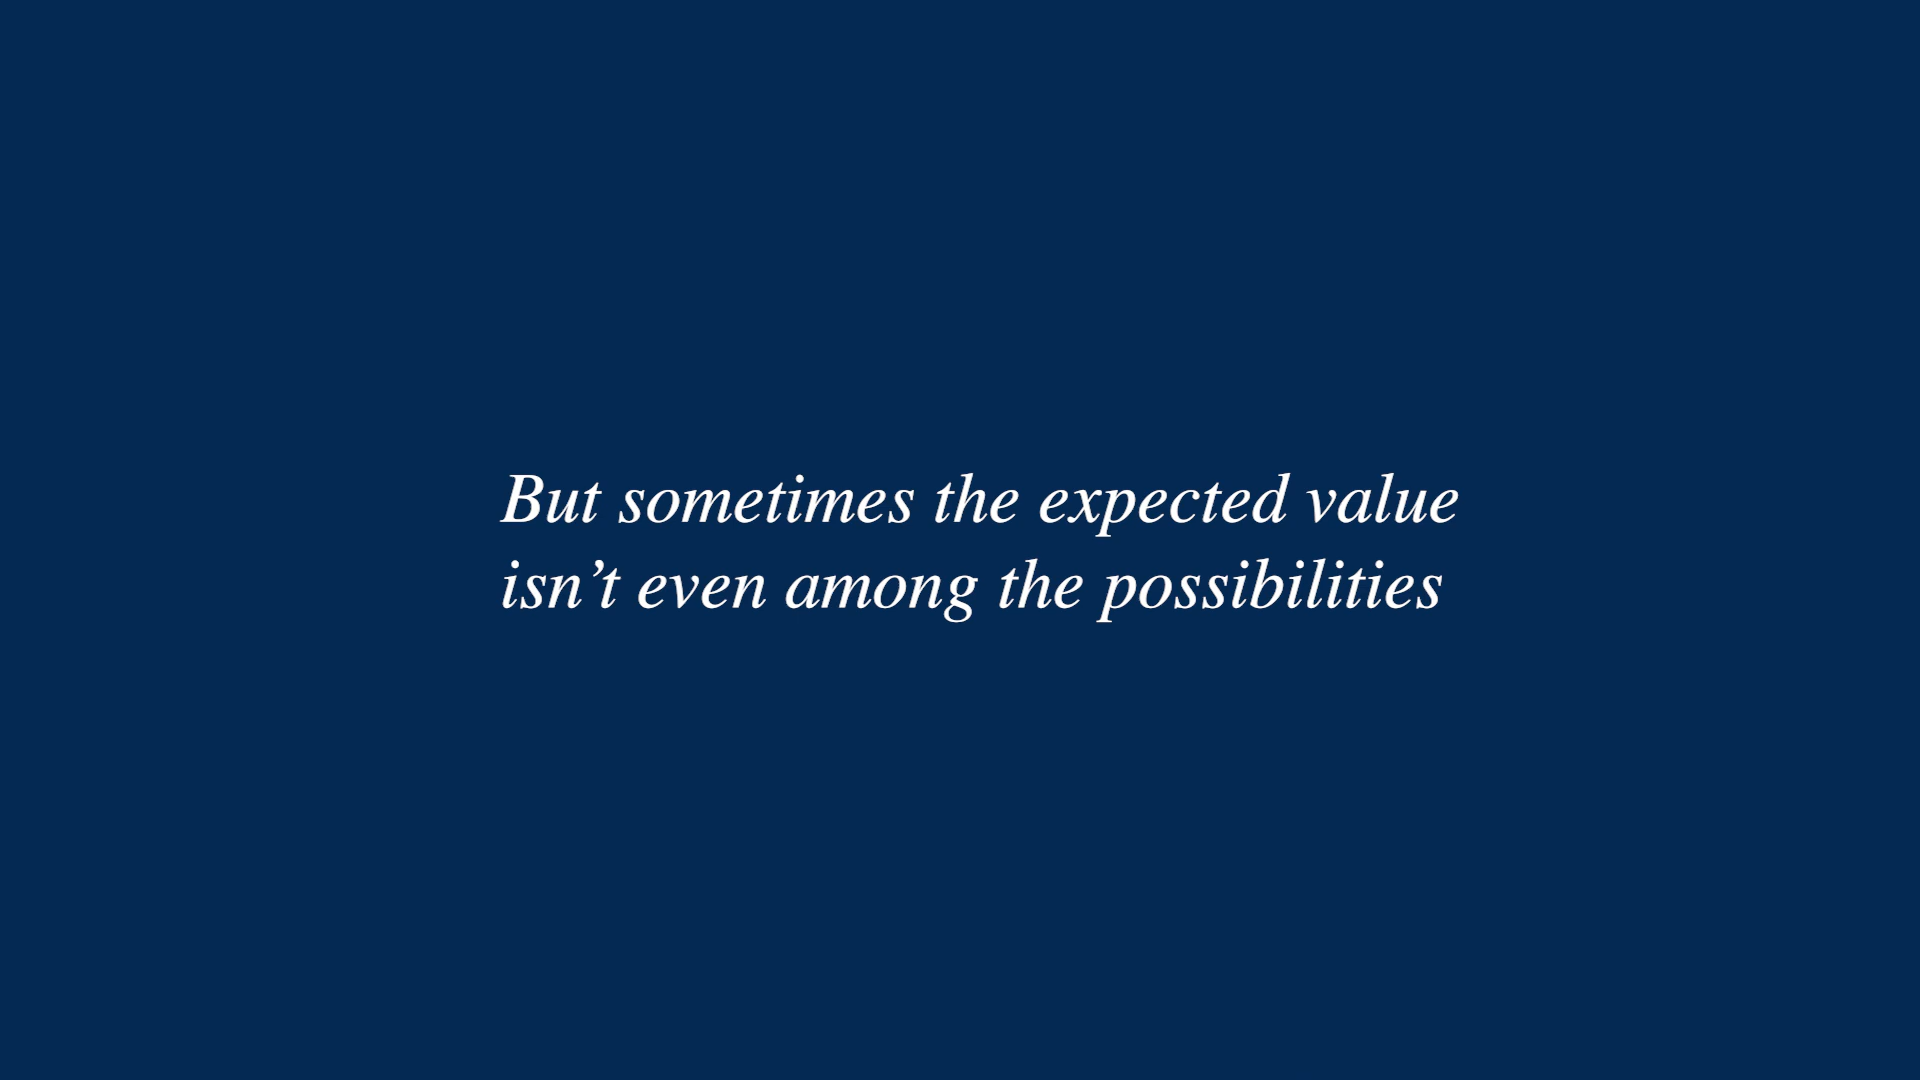 But sometimes the expected value
isn’t even among the possibilities